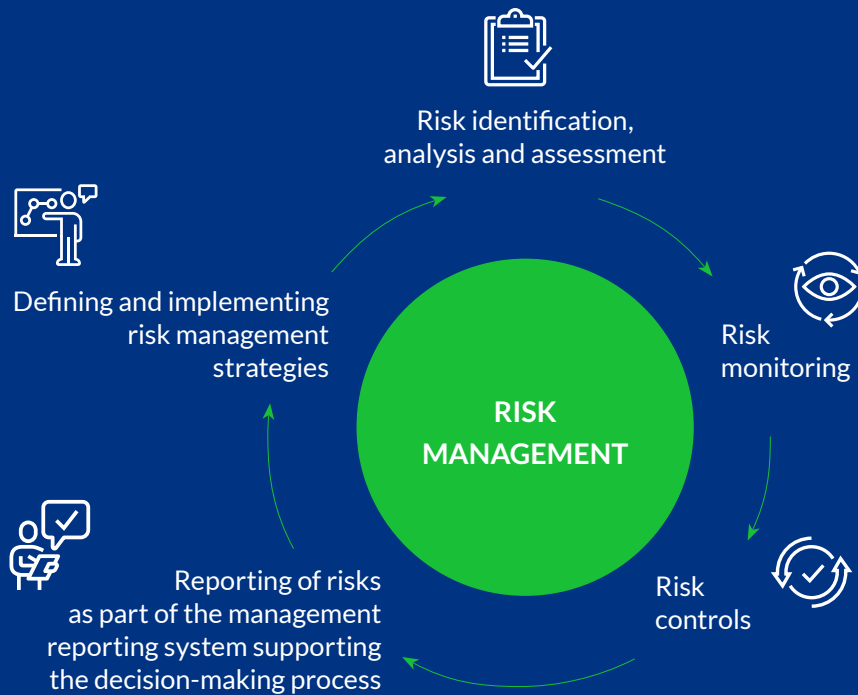 Risk identification,
analysis and assessment
Risk
monitoring
Risk
controls
Reporting of risks
as part of the management
reporting system supporting
the decision-making process
Defining and implementing
risk management
strategies
RISK
MANAGEMENT